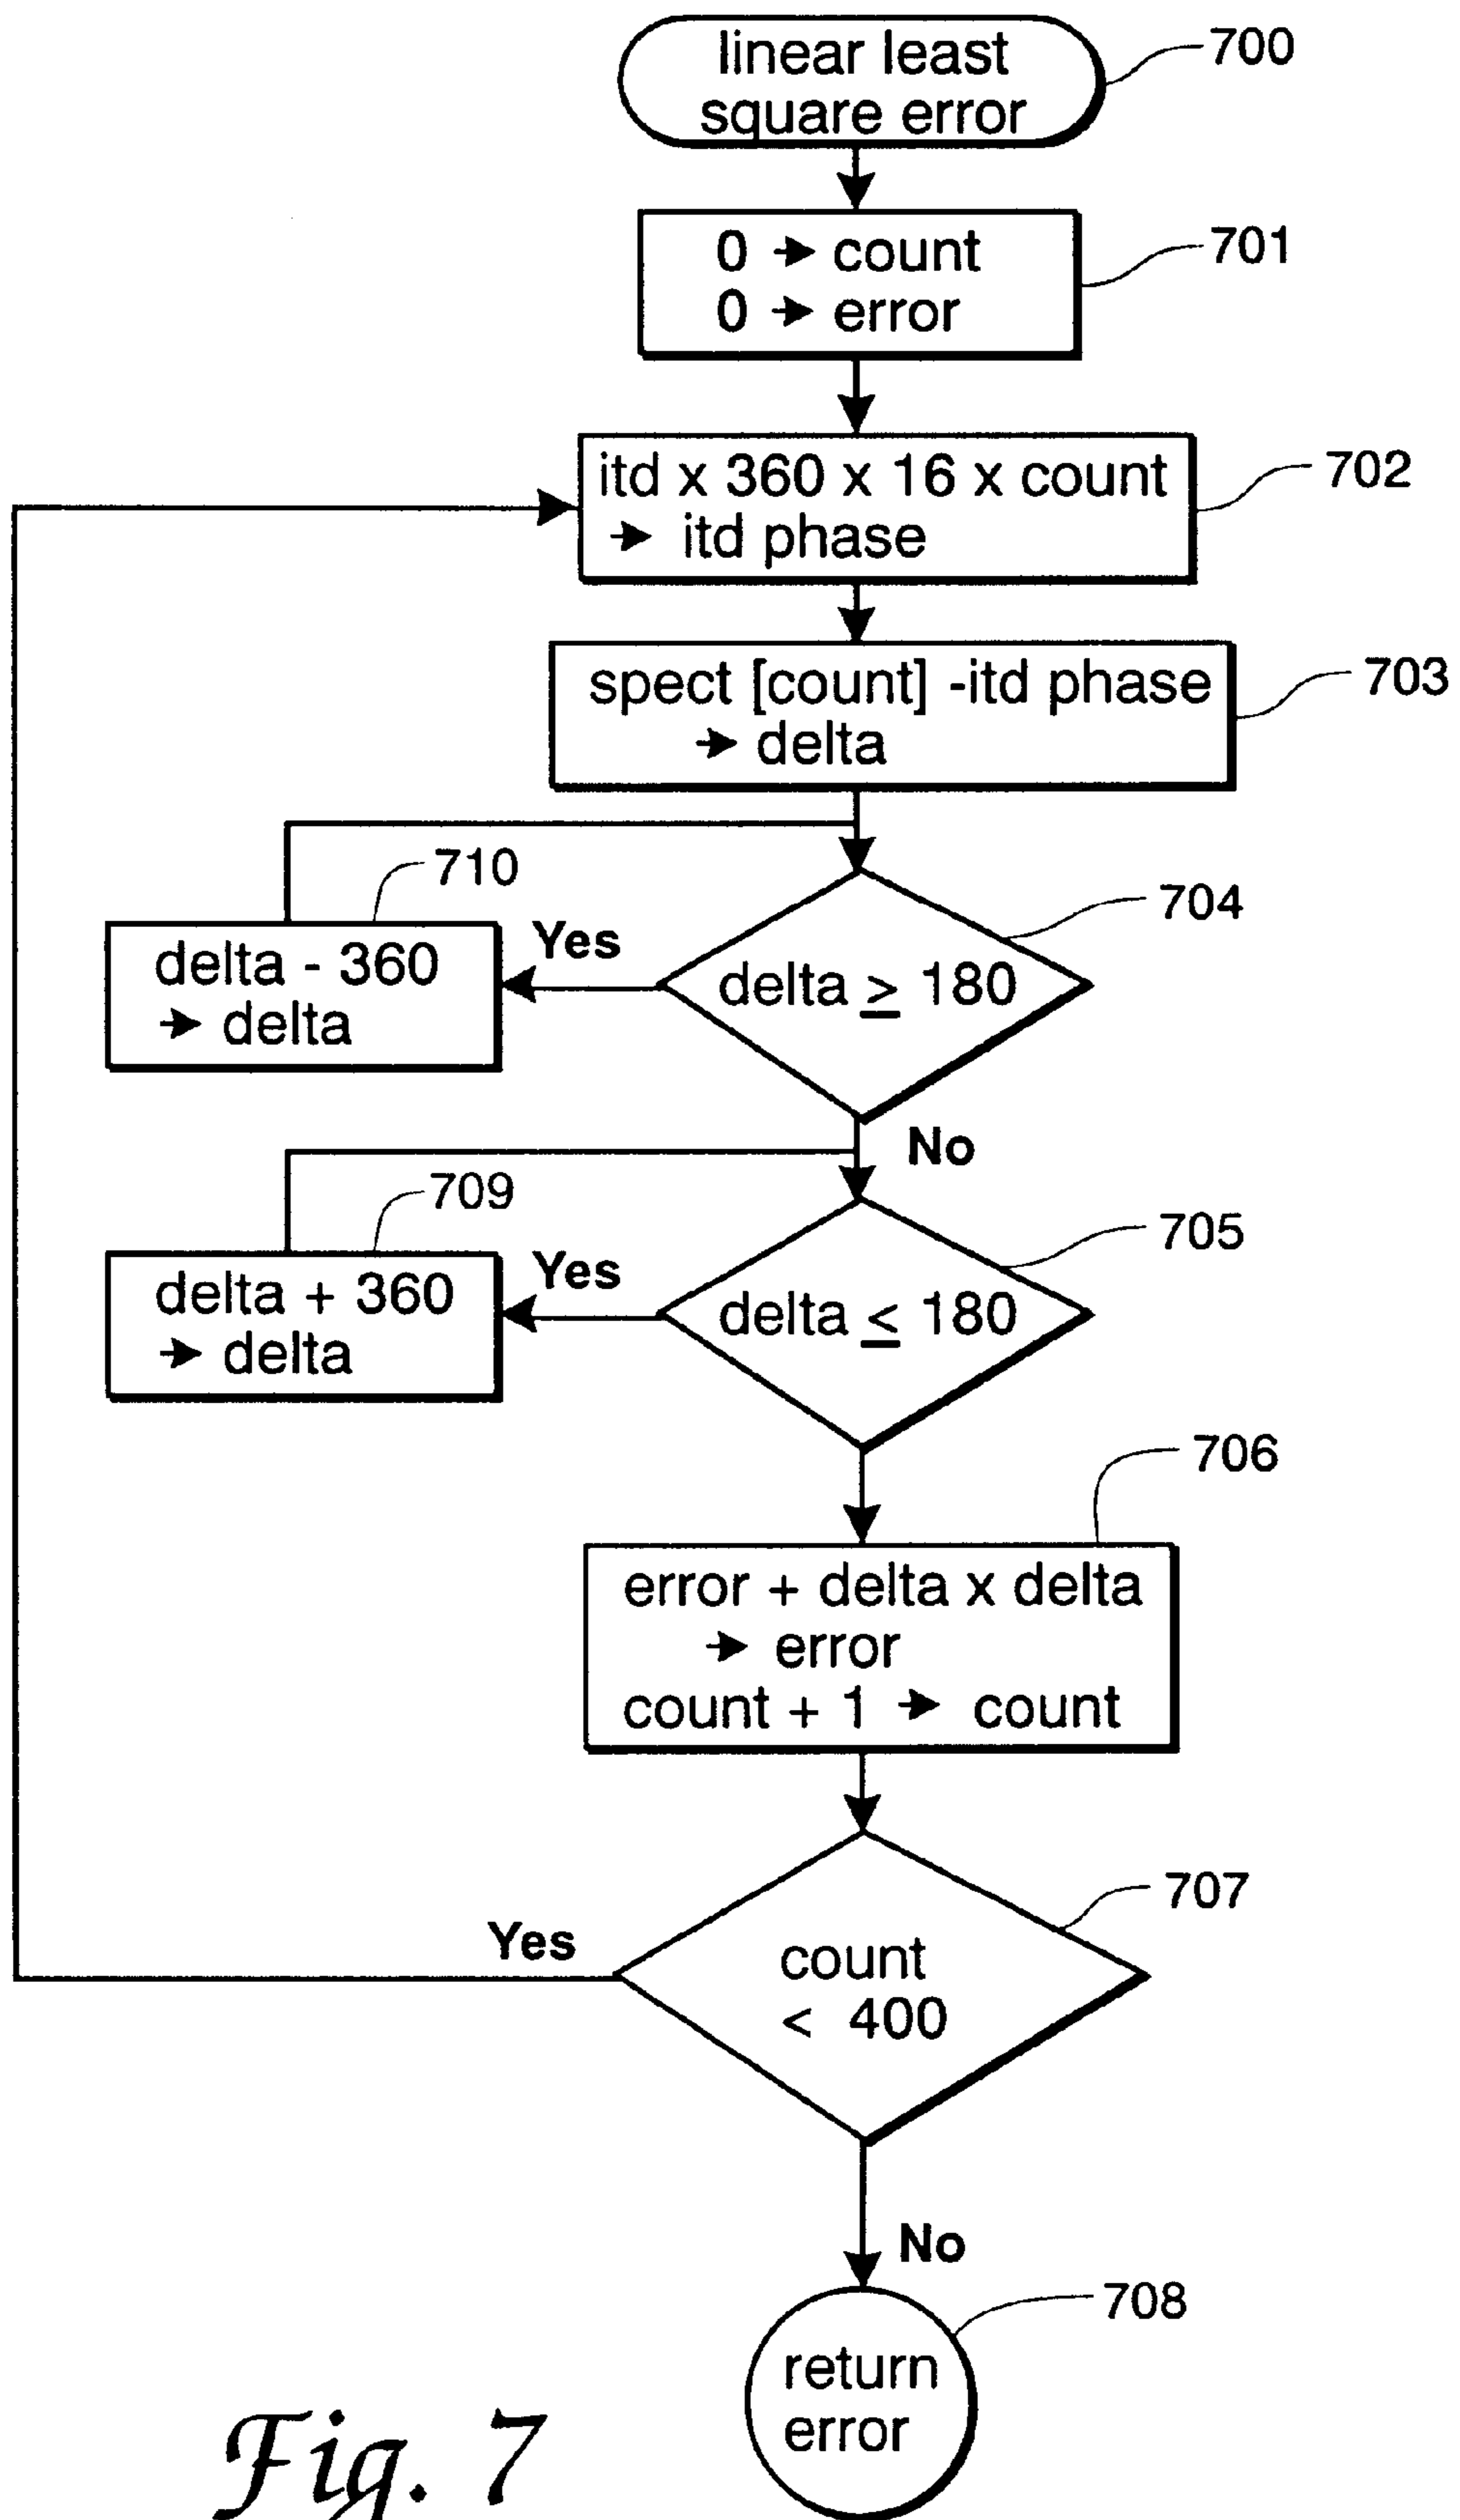 linear least
square error
700
0 → count
0 → error
701
itd x 360 x 16 x count
→ itd phase
702
spect [count] -itd phase
→ delta
703
710
704
delta - 360
→ delta
Yes
delta ≥ 180
No
709
705
delta + 360
→ delta
Yes
delta ≤ 180
706
error + delta x delta
→ error
count + 1 → count
707
Yes
count
< 400
No
708
return
error
Fig. 7